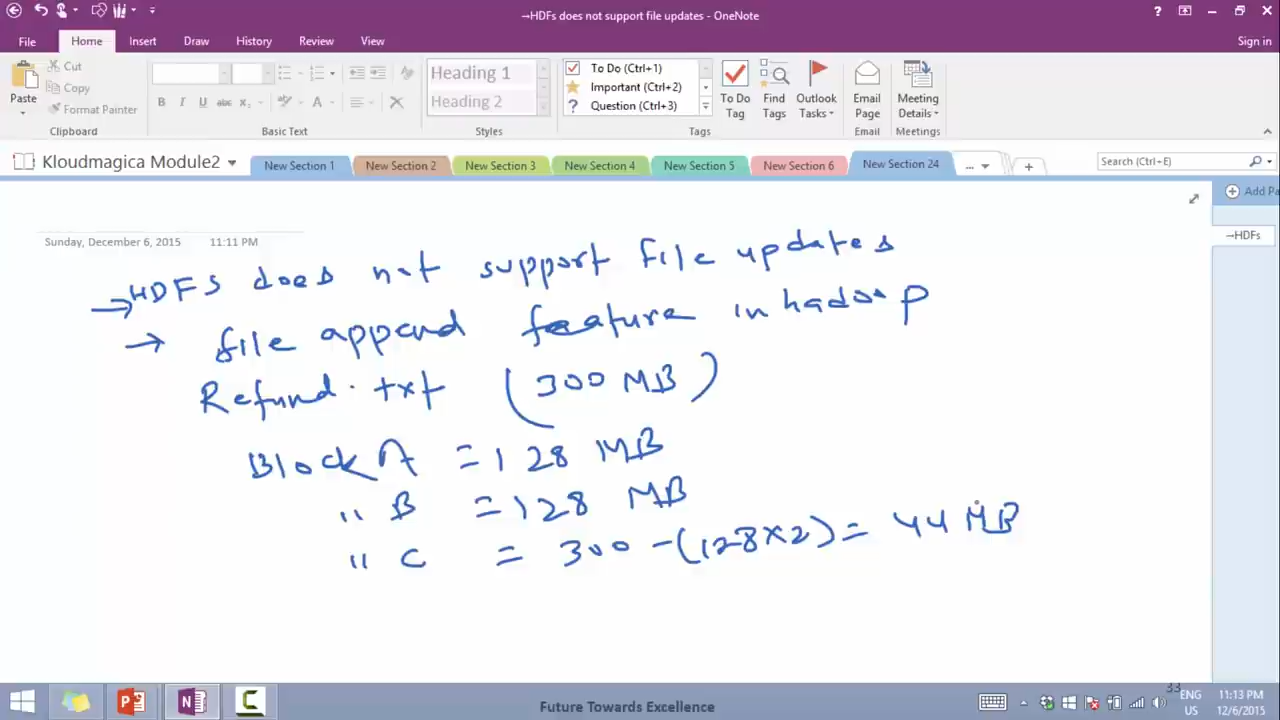 →HDFs does not support file updates - OneNote
? 
Sign in
File Home Insert Draw History Review View
Paste
Cut
Copy
Format Painter
Clipboard
B I U abc x₂ A
Basic Text
Heading 1
Heading 2
Styles
To Do (Ctrl+1)
Important (Ctrl+2)
? Question (Ctrl+3)
To Do Tag
Find Tags
Tags
Outlook Tasks
Email Page
Email
Meeting Details
Meetings
Kloudmagica Module2
New Section 1 New Section 2 New Section 3 New Section 4 New Section 5 New Section 6 New Section 24 ...
Search (Ctrl+E)
Add Pa
→HDFs
Sunday, December 6, 2015 11:11 PM
→HDFS does not support file updates
→ file append feature in hadoop
Refund.txt (300 MB)
Block A = 128 MB
" B = 128 MB
" C = 300 - (128×2) = 44 MB
33
Future Towards Excellence
ENG
US
11:13 PM
12/6/2015